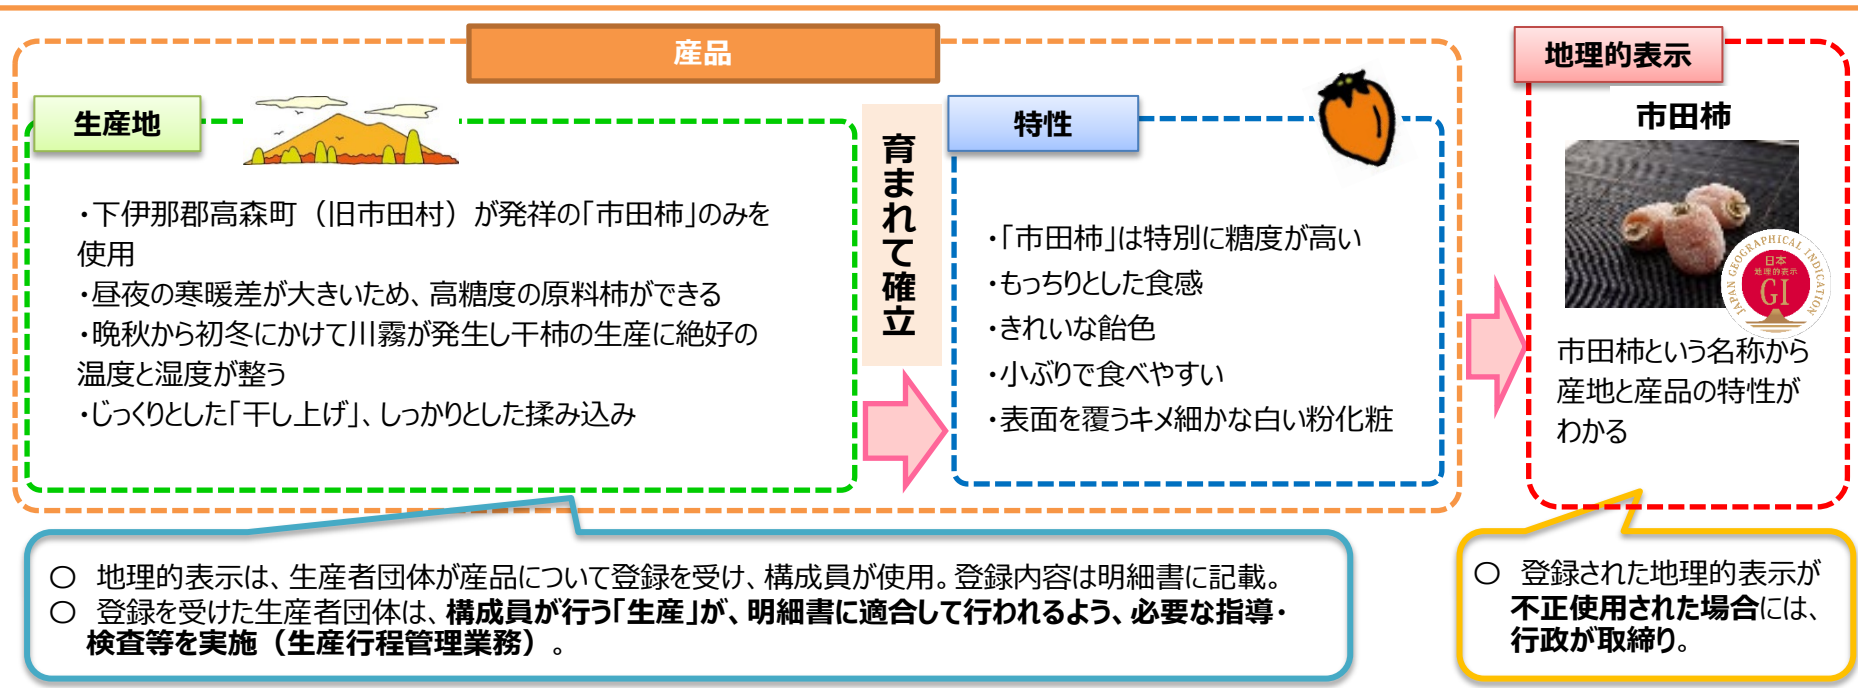 産品
生産地
・下伊那郡高森町（旧市田村）が発祥の「市田柿」のみを
使用
・昼夜の寒暖差が大きいため、高糖度の原料柿ができる
・晩秋から初冬にかけて川霧が発生し干柿の生産に絶好の
温度と湿度が整う
・じっくりとした「干し上げ」、しっかりとした揉み込み
育まれて確立
特性
・「市田柿」は特別に糖度が高い
・もっちりとした食感
・きれいな飴色
・小ぶりで食べやすい
・表面を覆うキメ細かな白い粉化粧
地理的表示
市田柿
JAPAN GEOGRAPHICAL INDICATION
日本
地理的表示
GI
市田柿という名称から
産地と産品の特性が
わかる
〇　地理的表示は、生産者団体が産品について登録を受け、構成員が使用。登録内容は明細書に記載。
〇　登録を受けた生産者団体は、構成員が行う「生産」が、明細書に適合して行われるよう、必要な指導・
検査等を実施（生産行程管理業務）。
〇　登録された地理的表示が
不正使用された場合には、
行政が取締り。